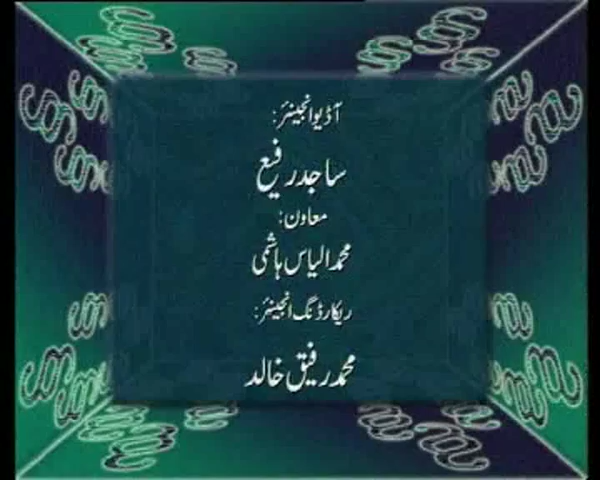 آڈیو انجینئر:
ساجد رفیع
معاون:
محمد الیاس ہاشمی
ریکارڈنگ انجینئر:
محمد رفیق خالد